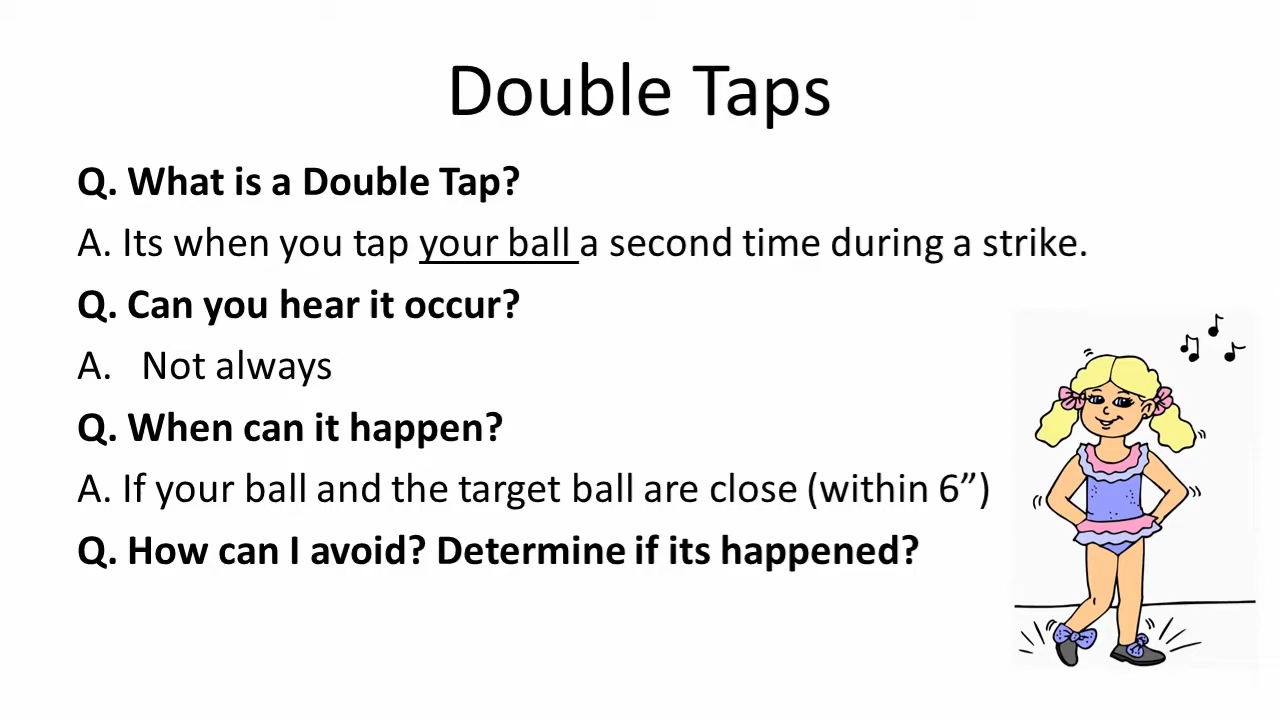 Double Taps
Q. What is a Double Tap?
A. Its when you tap your ball a second time during a strike.
Q. Can you hear it occur?
A. Not always
Q. When can it happen?
A. If your ball and the target ball are close (within 6”)
Q. How can I avoid? Determine if its happened?